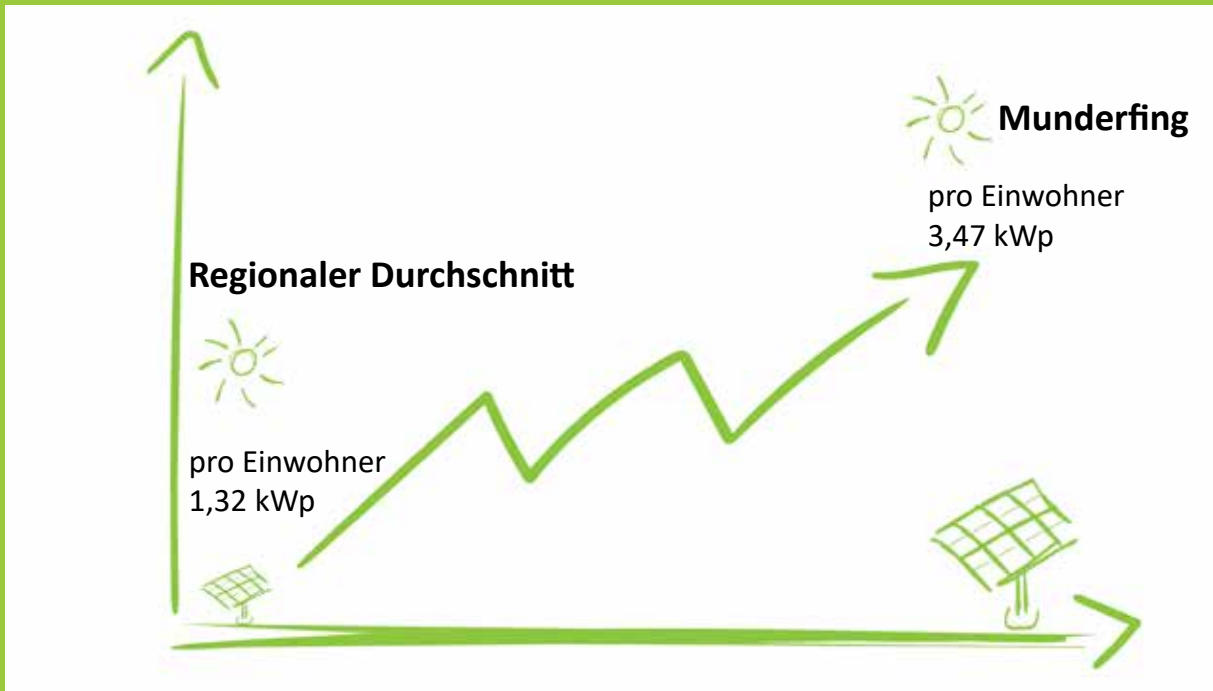 Munderfing
pro Einwohner
3,47 kWp
Regionaler Durchschnitt
pro Einwohner
1,32 kWp